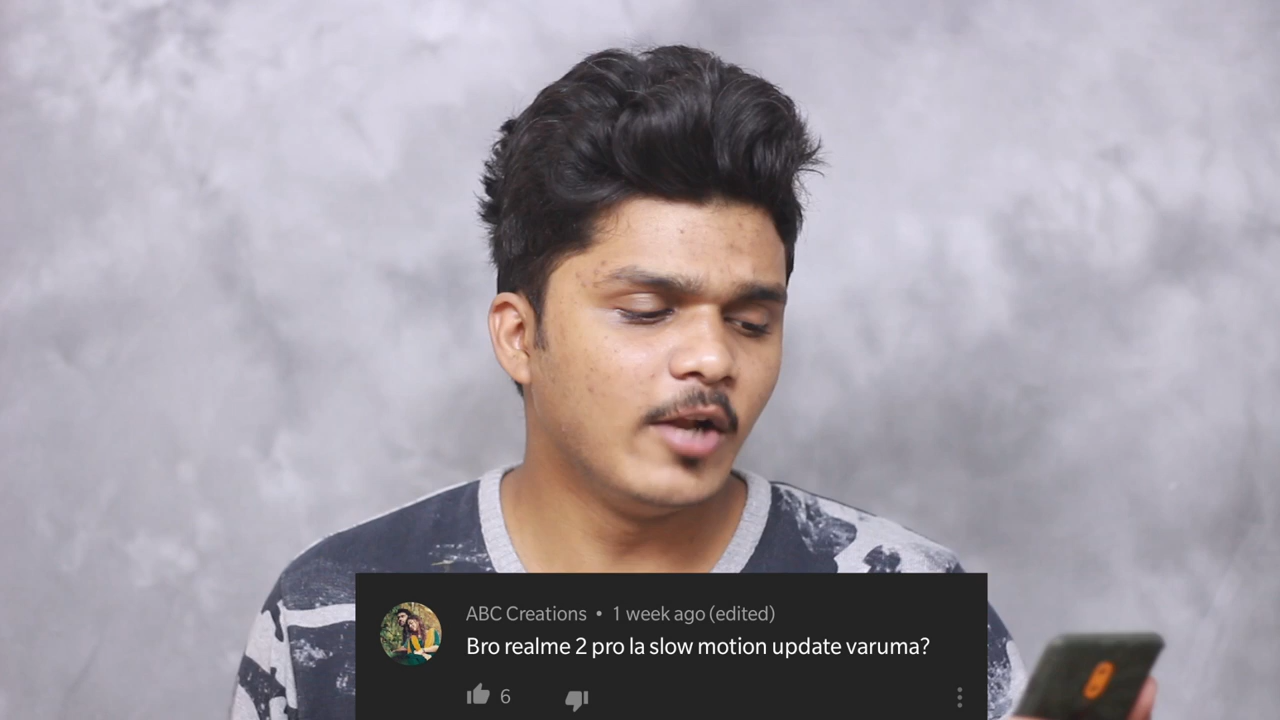 ABC Creations • 1 week ago (edited)
Bro realme 2 pro la slow motion update varuma?
6